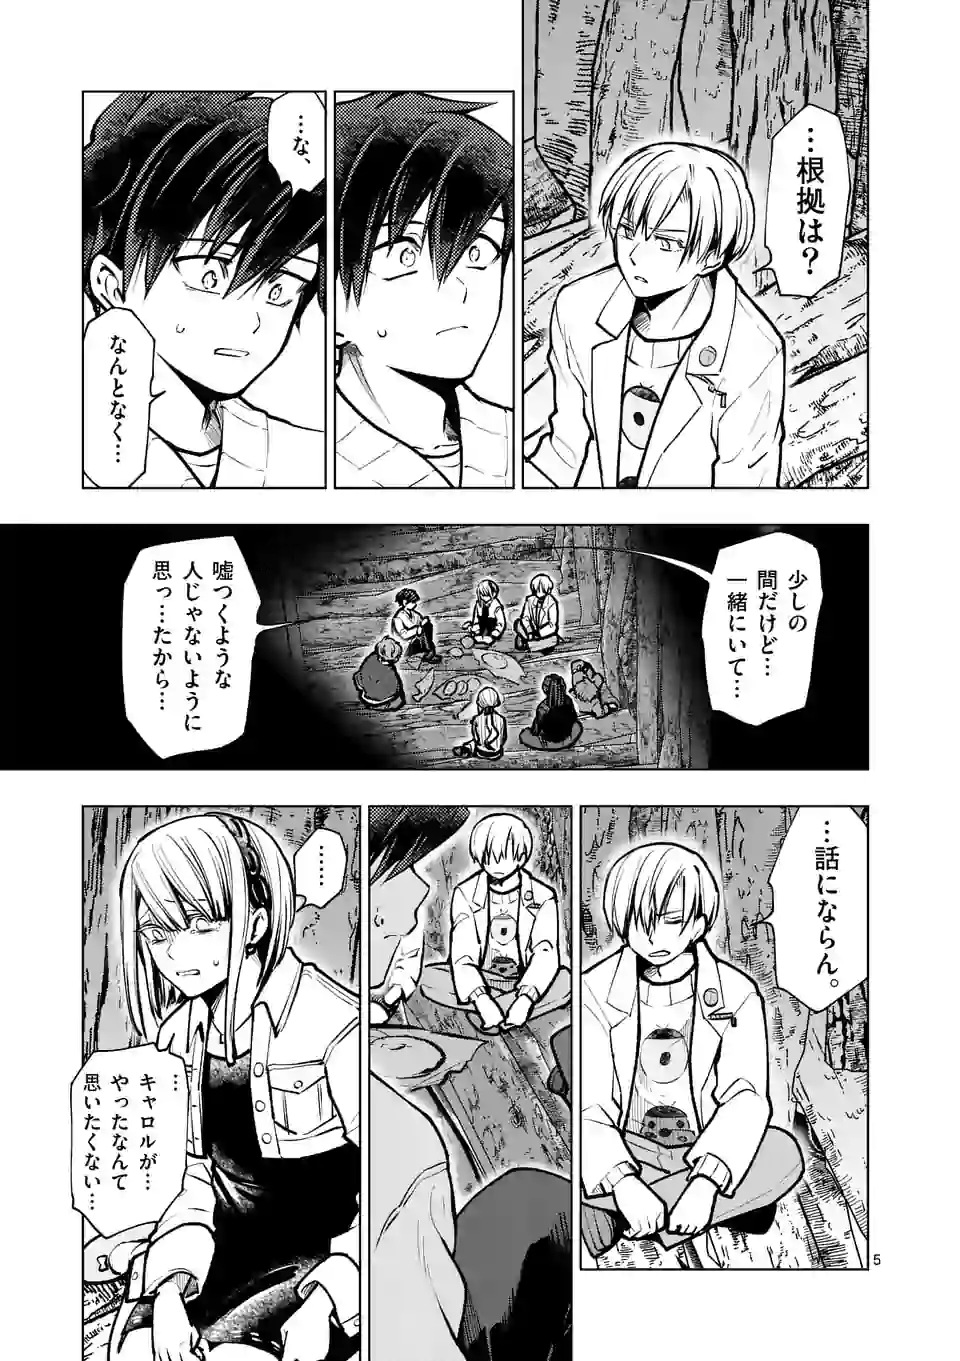 …根拠は？
…な、
なんとなく…
少しの
間だけど…
一緒にいて…
嘘つくような
人じゃないように
思っ…たから…
…話にならん。
……
…
キャロルが…
やったなんて
思いたくない…
5